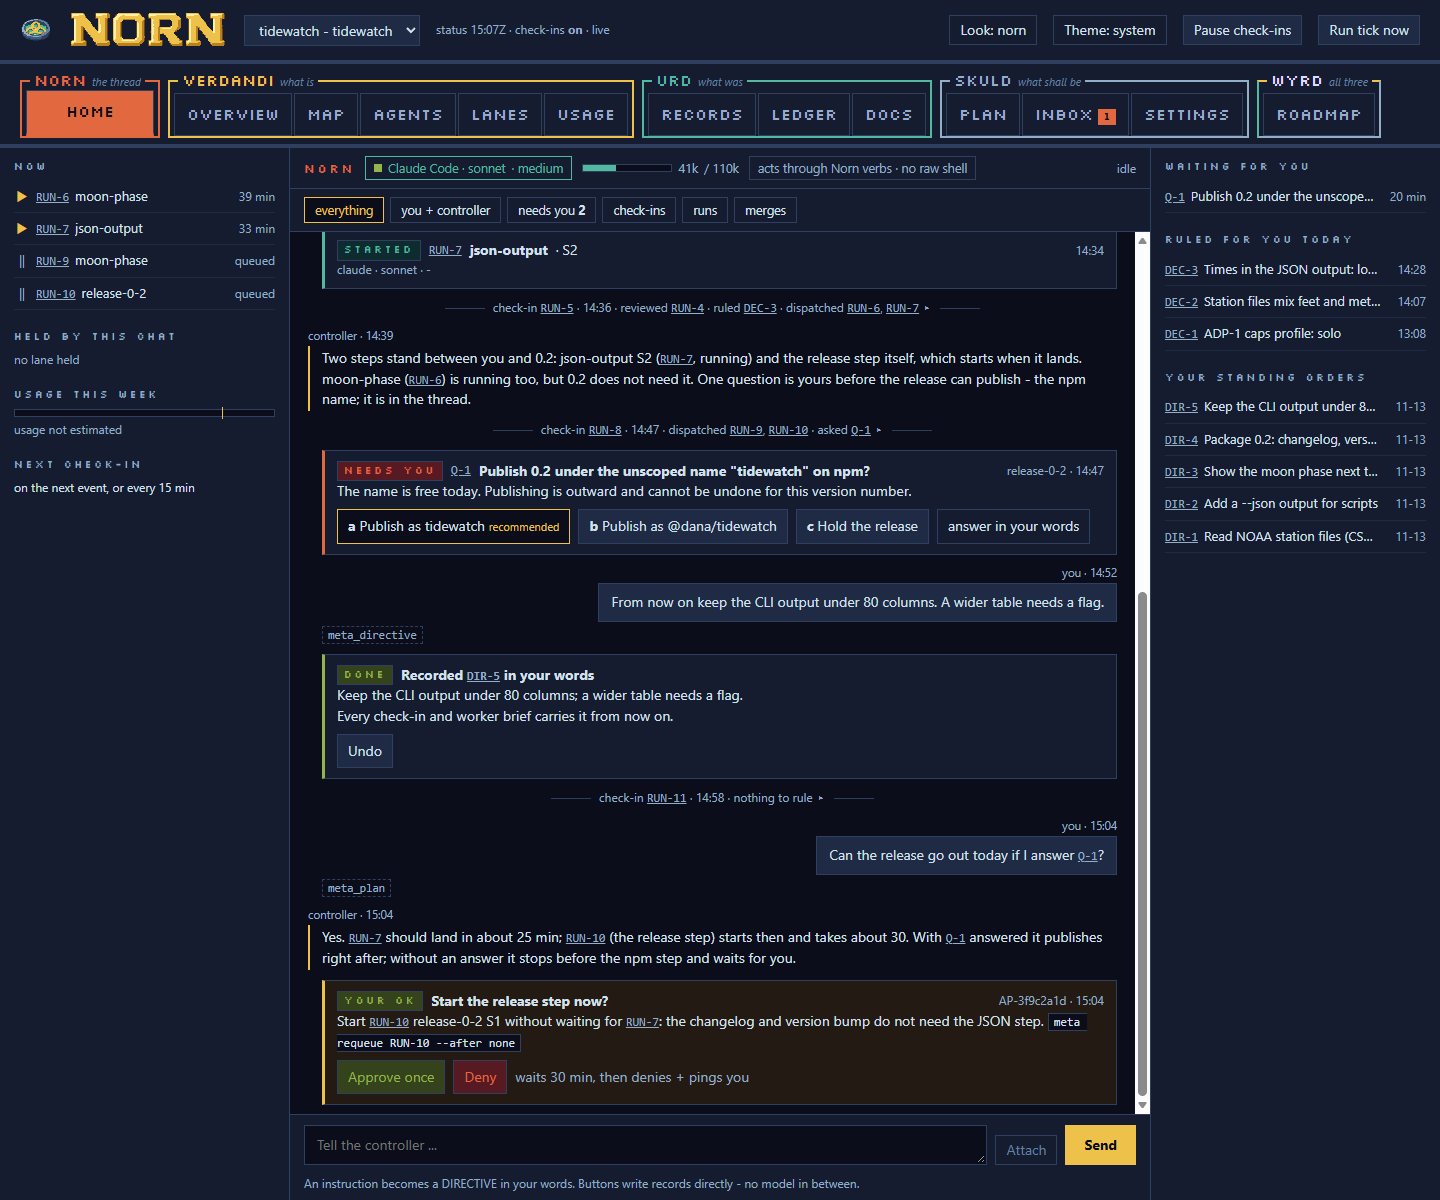 NORN
tidewatch - tidewatch
status 15:07Z · check-ins on · live
Look: norn
Theme: system
Pause check-ins
Run tick now
NORN the thread
HOME
VERDANDI what is
OVERVIEW
MAP
AGENTS
LANES
USAGE
URD what was
RECORDS
LEDGER
DOCS
SKULD what shall be
PLAN
INBOX 1
SETTINGS
WYRD all three
ROADMAP
NOW
RUN-6 moon-phase 39 min
RUN-7 json-output 33 min
RUN-9 moon-phase queued
RUN-10 release-0-2 queued
HELD BY THIS CHAT
no lane held
USAGE THIS WEEK
usage not estimated
NEXT CHECK-IN
on the next event, or every 15 min
NORN
Claude Code · sonnet · medium
41k / 110k
acts through Norn verbs · no raw shell
idle
everything
you + controller
needs you 2
check-ins
runs
merges
STARTED RUN-7 json-output · S2 14:34
claude · sonnet · -
check-in RUN-5 · 14:36 · reviewed RUN-4 · ruled DEC-3 · dispatched RUN-6, RUN-7 ▸
controller · 14:39
Two steps stand between you and 0.2: json-output S2 (RUN-7, running) and the release step itself, which starts when it lands.
moon-phase (RUN-6) is running too, but 0.2 does not need it. One question is yours before the release can publish - the npm
name; it is in the thread.
check-in RUN-8 · 14:47 · dispatched RUN-9, RUN-10 · asked Q-1 ▸
NEEDS YOU Q-1 Publish 0.2 under the unscoped name "tidewatch" on npm? release-0-2 · 14:47
The name is free today. Publishing is outward and cannot be undone for this version number.
a Publish as tidewatch recommended
b Publish as @dana/tidewatch
c Hold the release
answer in your words
you · 14:52
From now on keep the CLI output under 80 columns. A wider table needs a flag.
meta_directive
DONE Recorded DIR-5 in your words
Keep the CLI output under 80 columns; a wider table needs a flag.
Every check-in and worker brief carries it from now on.
Undo
check-in RUN-11 · 14:58 · nothing to rule ▸
you · 15:04
Can the release go out today if I answer Q-1?
meta_plan
controller · 15:04
Yes. RUN-7 should land in about 25 min; RUN-10 (the release step) starts then and takes about 30. With Q-1 answered it publishes
right after; without an answer it stops before the npm step and waits for you.
YOUR OK Start the release step now? AP-3f9c2a1d · 15:04
Start RUN-10 release-0-2 S1 without waiting for RUN-7: the changelog and version bump do not need the JSON step. meta
requeue RUN-10 --after none
Approve once
Deny
waits 30 min, then denies + pings you
Tell the controller ...
Attach
Send
An instruction becomes a DIRECTIVE in your words. Buttons write records directly - no model in between.
WAITING FOR YOU
Q-1 Publish 0.2 under the unscope... 20 min
RULED FOR YOU TODAY
DEC-3 Times in the JSON output: lo... 14:28
DEC-2 Station files mix feet and met... 14:07
DEC-1 ADP-1 caps profile: solo 13:08
YOUR STANDING ORDERS
DIR-5 Keep the CLI output under 8... 11-13
DIR-4 Package 0.2: changelog, vers... 11-13
DIR-3 Show the moon phase next t... 11-13
DIR-2 Add a --json output for scripts 11-13
DIR-1 Read NOAA station files (CS... 11-13